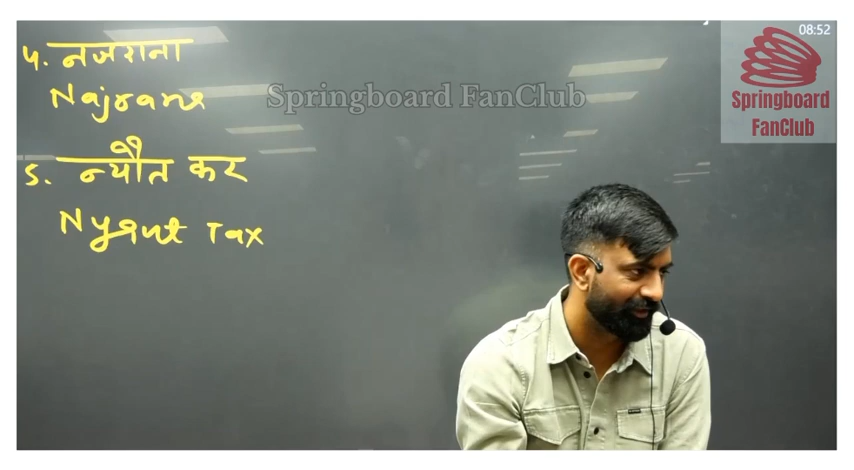 4. नजराना
Najrana
5. न्यौत कर
Nyaut Tax
Springboard FanClub
08:52
Springboard
FanClub